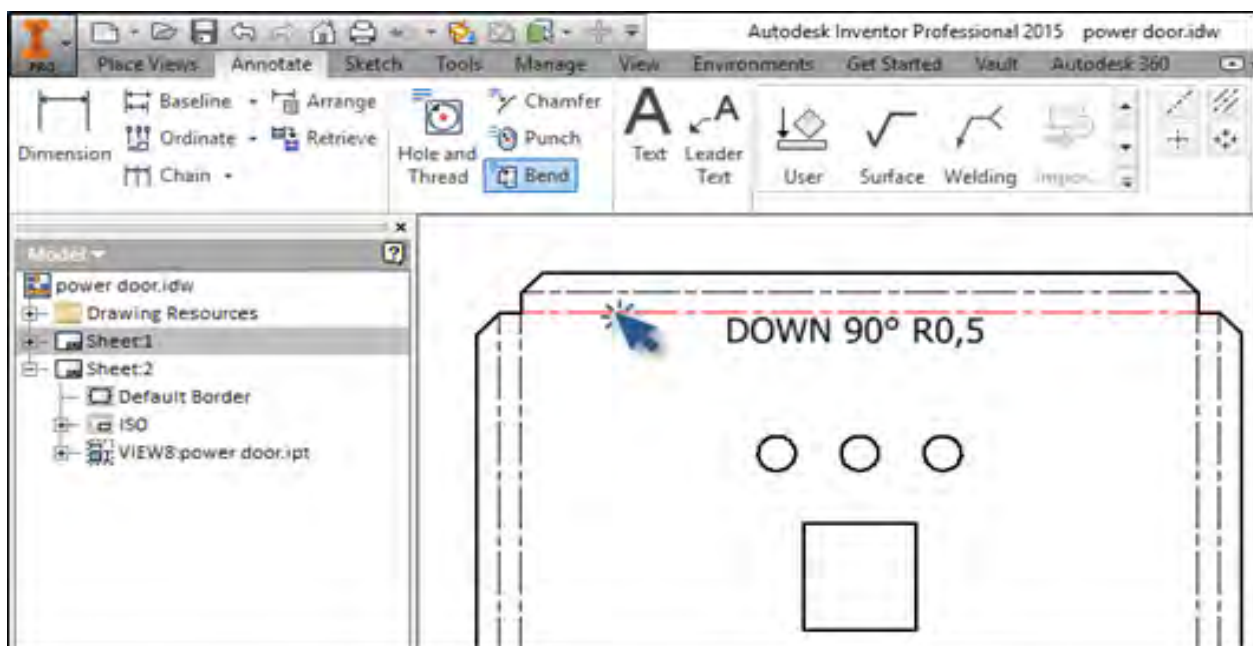 Autodesk Inventor Professional 2015 power door.idw
PRO Place Views Annotate Sketch Tools Manage View Environments Get Started Vault Autodesk 360
Dimension
Baseline
Ordinate
Chain
Arrange
Retrieve
Hole and
Thread
Chamfer
Punch
Bend
Text
Leader
Text
User
Surface
Welding
Model
power door.idw
Drawing Resources
Sheet:1
Sheet:2
Default Border
ISO
VIEW8:power door.ipt
DOWN 90° R0,5